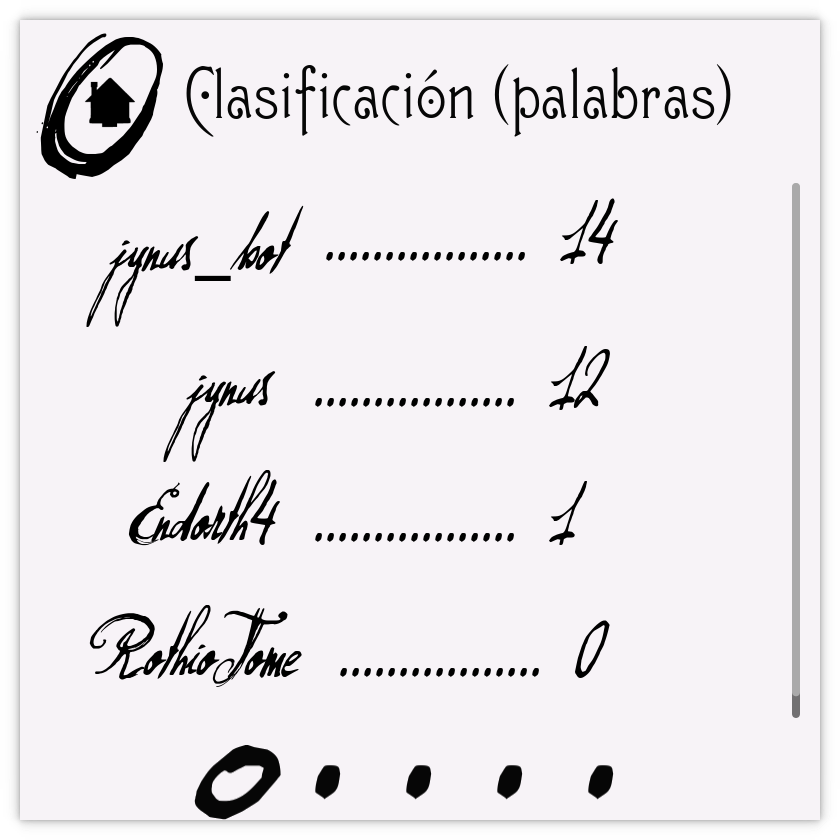 Clasificación (palabras)
jynus_bot ................. 14
jynus ................. 12
Endorth4 ................. 1
RothioTome ................. 0